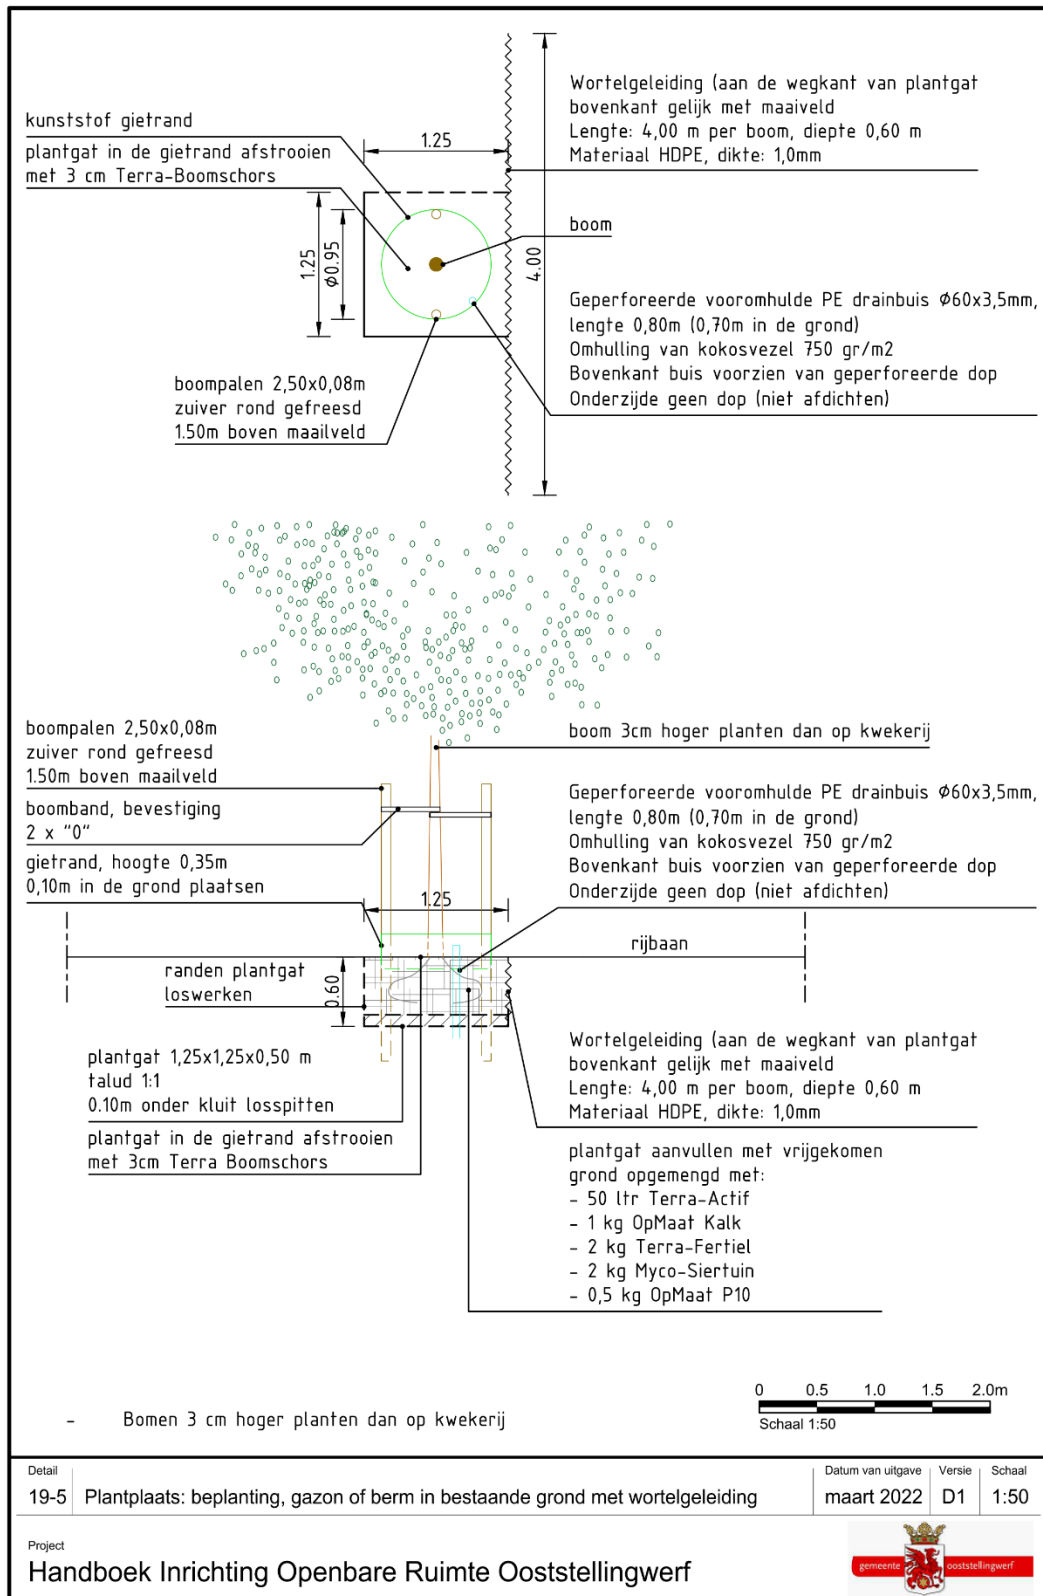 kunststof gietrand
plantgat in de gietrand afstrooien
met 3 cm Terra-Boomschors
1.25
1.25
Ø0.95
4.00
Wortelgeleiding (aan de wegkant van plantgat
bovenkant gelijk met maaiveld
Lengte: 4,00 m per boom, diepte 0,60 m
Materiaal HDPE, dikte: 1,0mm
boom
Geperforeerde vooromhulde PE drainbuis Ø60x3,5mm,
lengte 0,80m (0,70m in de grond)
Omhulling van kokosvezel 750 gr/m2
Bovenkant buis voorzien van geperforeerde dop
Onderzijde geen dop (niet afdichten)
boompalen 2,50x0,08m
zuiver rond gefreesd
1.50m boven maailveld
boompalen 2,50x0,08m
zuiver rond gefreesd
1.50m boven maailveld
boomband, bevestiging
2 x "0"
gietrand, hoogte 0,35m
0,10m in de grond plaatsen
boom 3cm hoger planten dan op kwekerij
Geperforeerde vooromhulde PE drainbuis Ø60x3,5mm,
lengte 0,80m (0,70m in de grond)
Omhulling van kokosvezel 750 gr/m2
Bovenkant buis voorzien van geperforeerde dop
Onderzijde geen dop (niet afdichten)
1.25
rijbaan
randen plantgat
loswerken
0.60
plantgat 1,25x1,25x0,50 m
talud 1:1
0.10m onder kluit losspitten
plantgat in de gietrand afstrooien
met 3cm Terra Boomschors
Wortelgeleiding (aan de wegkant van plantgat
bovenkant gelijk met maaiveld
Lengte: 4,00 m per boom, diepte 0,60 m
Materiaal HDPE, dikte: 1,0mm
plantgat aanvullen met vrijgekomen
grond opgemengd met:
- 50 ltr Terra-Actif
- 1 kg OpMaat Kalk
- 2 kg Terra-Fertiel
- 2 kg Myco-Siertuin
- 0,5 kg OpMaat P10
0 0.5 1.0 1.5 2.0m
Schaal 1:50
- Bomen 3 cm hoger planten dan op kwekerij
Detail
19-5 Plantplaats: beplanting, gazon of berm in bestaande grond met wortelgeleiding
Datum van uitgave
maart 2022
Versie
D1
Schaal
1:50
Project
Handboek Inrichting Openbare Ruimte Ooststellingwerf
gemeente ooststellingwerf